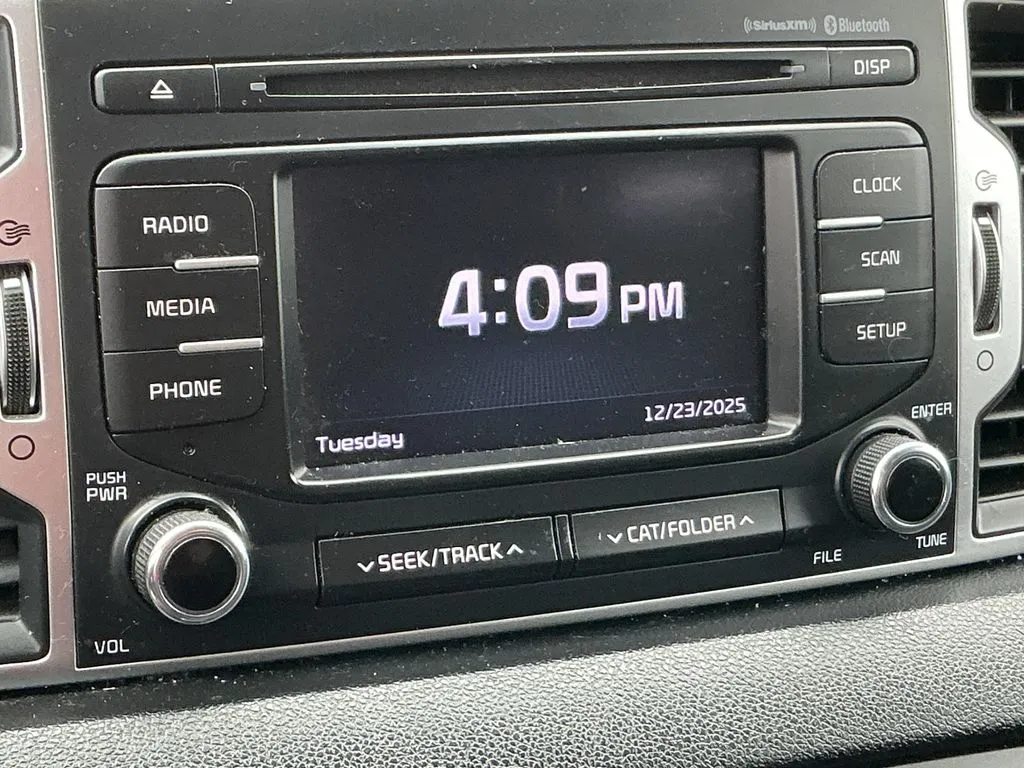 SiriusXM Bluetooth
DISP
RADIO
MEDIA
PHONE
4:09 PM
Tuesday 12/23/2025
CLOCK
SCAN
SETUP
PUSH
PWR
VOL
SEEK/TRACK
CAT/FOLDER
ENTER
FILE
TUNE